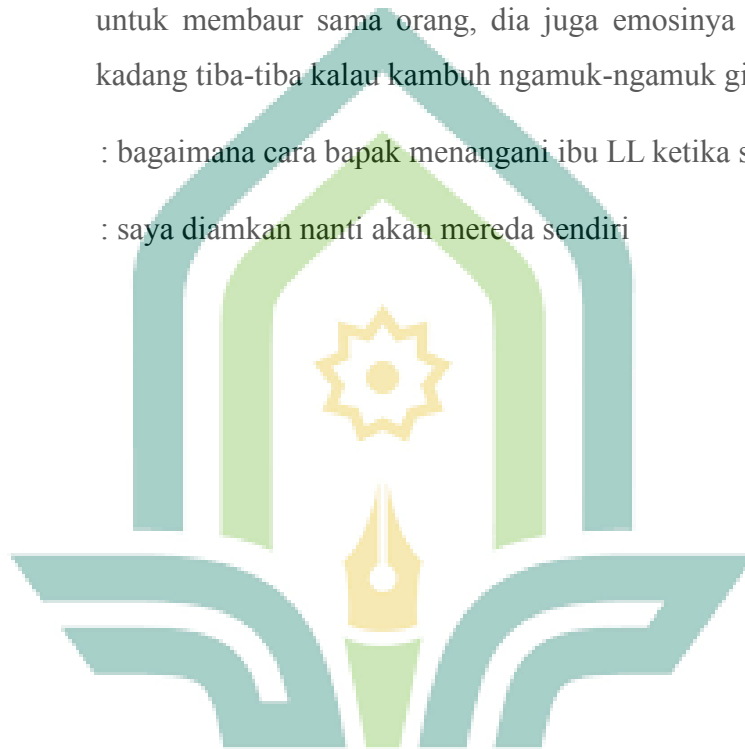 untuk membaur sama orang, dia juga emosinya
kadang tiba-tiba kalau kambuh ngamuk-ngamuk
: bagaimana cara bapak menangani ibu LL ketika
: saya diamkan nanti akan mereda sendiri